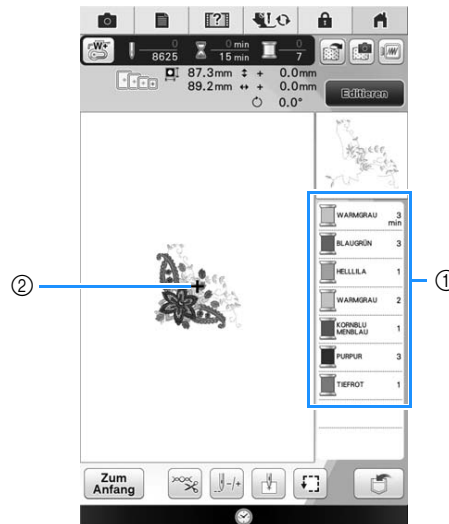 W+
0
8625
0 min
15 min
0
7
87.3mm ↕ + 0.0mm
89.2mm ↔ + 0.0mm
0.0°
Editieren
WARMGRAU 3
min
BLAUGRÜN 3
HELLLILA 1
WARMGRAU 2
KORNBLU
MENBLAU 1
PURPUR 3
TIEFROT 1
①
②
Zum
Anfang
-/+